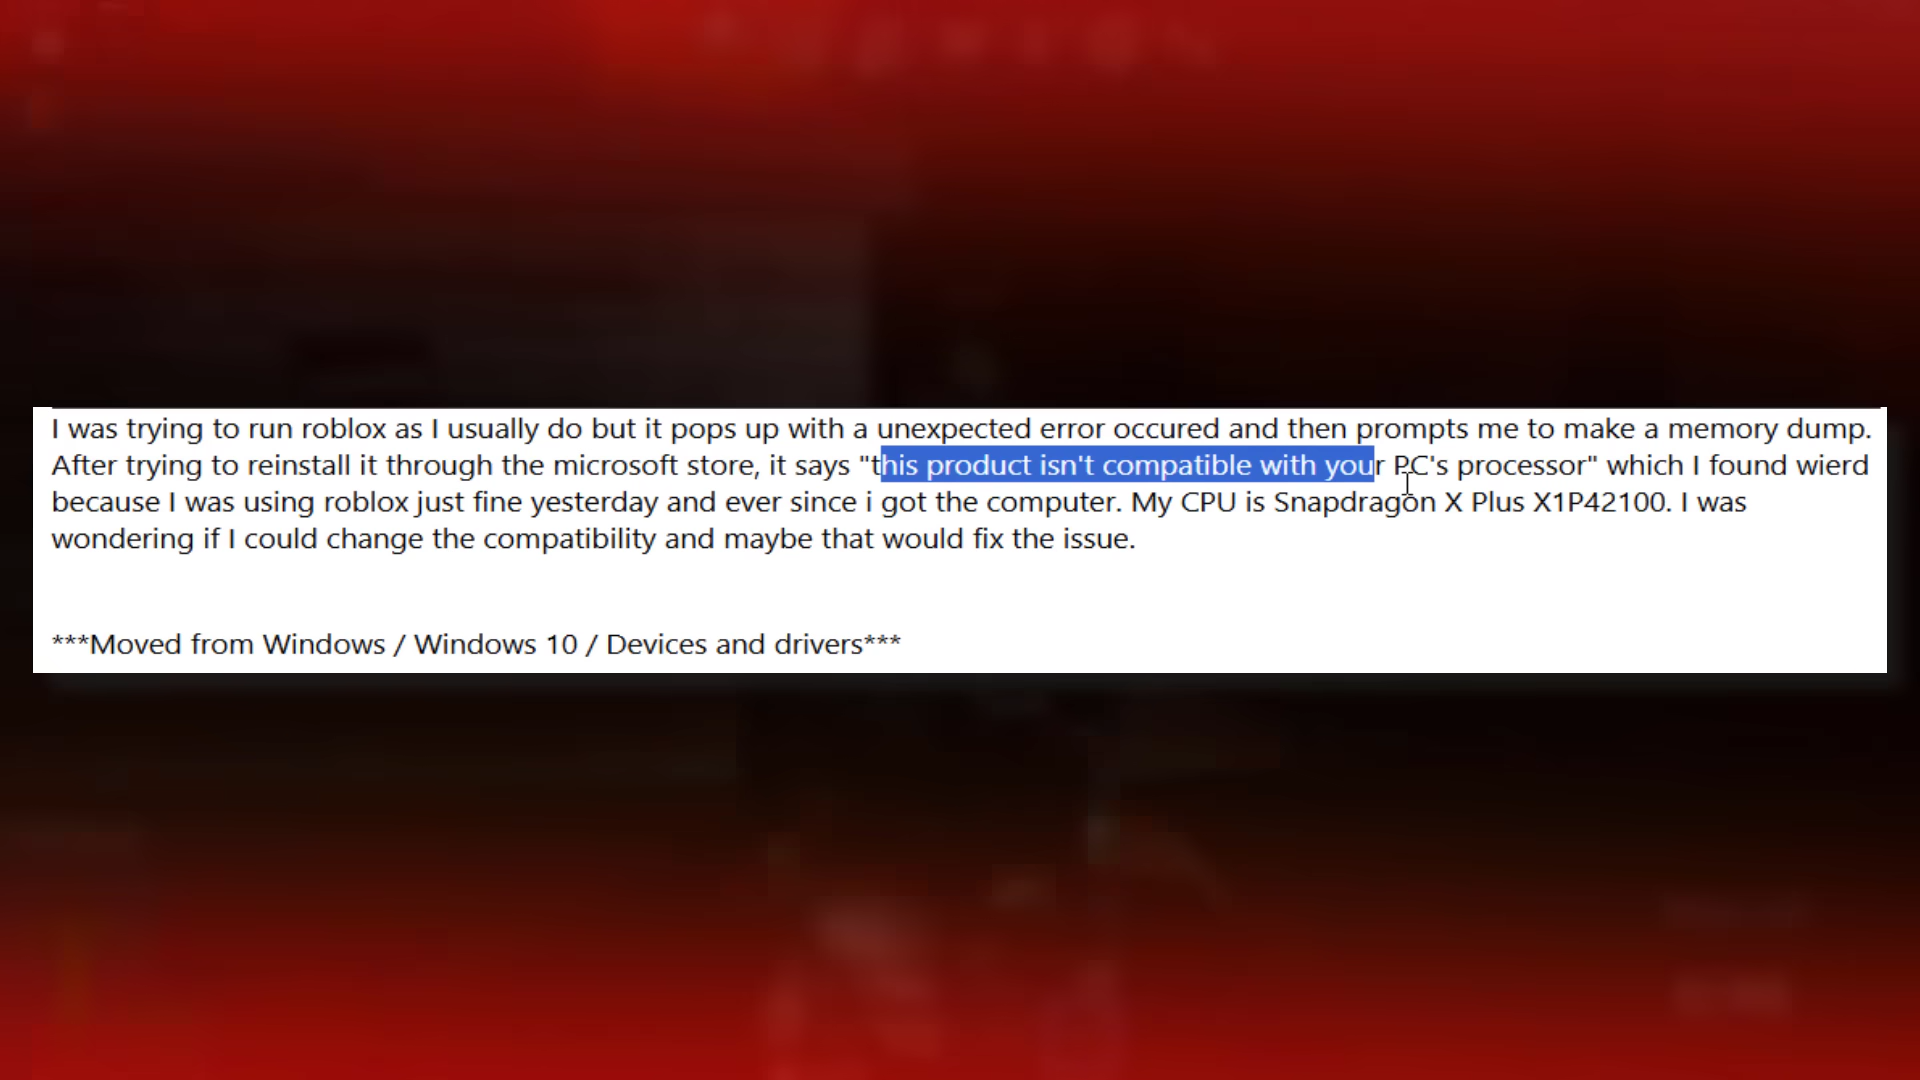 I was trying to run roblox as I usually do but it pops up with a unexpected error occured and then prompts me to make a memory dump.
After trying to reinstall it through the microsoft store, it says "this product isn't compatible with your PC's processor" which I found wierd
because I was using roblox just fine yesterday and ever since i got the computer. My CPU is Snapdragon X Plus X1P42100. I was
wondering if I could change the compatibility and maybe that would fix the issue.
***Moved from Windows / Windows 10 / Devices and drivers***